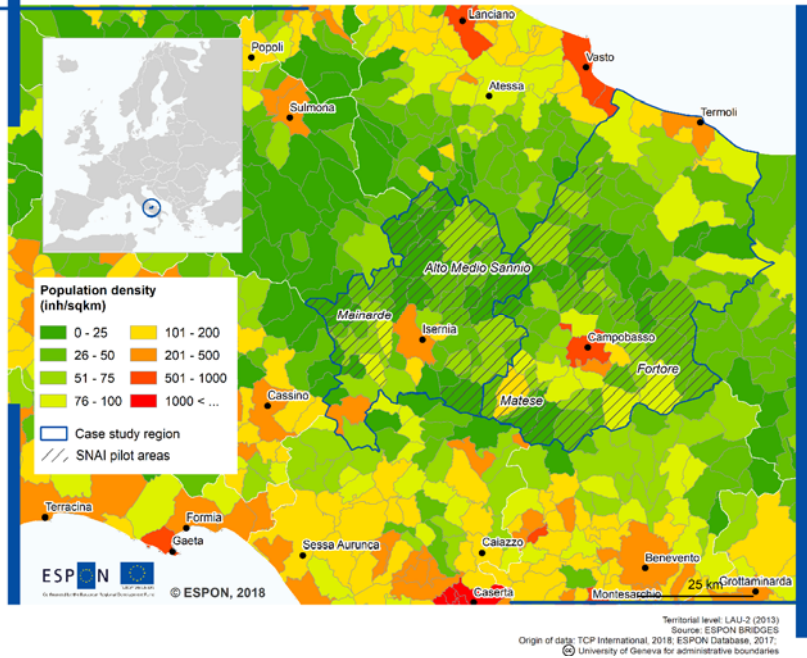 Lanciano
Popoli
Vasto
Atessa
Sulmona
Termoli
Alto Medio Sannio
Mainarde
Isernia
Campobasso
Fortore
Matese
Cassino
Terracina
Formia
Gaeta
Sessa Aurunca
Caiazzo
Benevento
Caserta
Montesarchio
Grottaminarda
25 km
Population density
(inh/sqkm)
0 - 25
26 - 50
51 - 75
76 - 100
101 - 200
201 - 500
501 - 1000
1000 < ...
Case study region
SNAI pilot areas
ESPON
© ESPON, 2018
Territorial level: LAU-2 (2013)
Source: ESPON BRIDGES
Origin of data: TCP International, 2018; ESPON Database, 2017;
cc University of Geneva for administrative boundaries